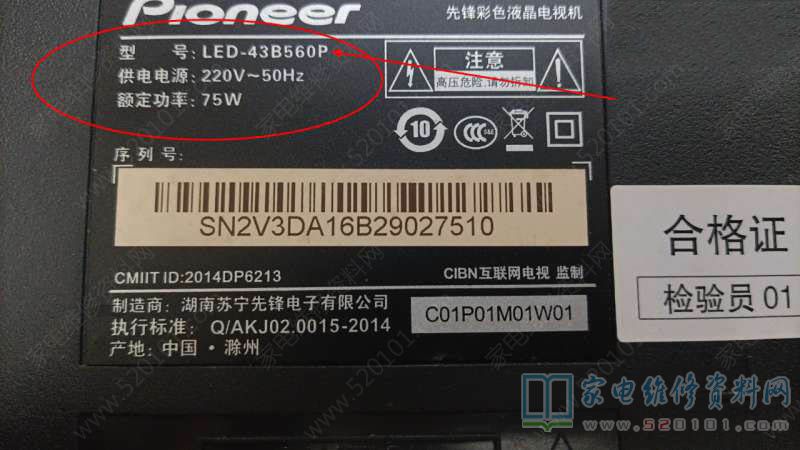 Pioneer
先锋彩色液晶电视机
型 号: LED-43B560P
供电电源: 220V～50Hz
额定功率: 75W
注意
高压危险,请勿拆卸
10
序列号:
SN2V3DA16B29027510
CMIIT ID:2014DP6213
CIBN互联网电视 监制
制造商: 湖南苏宁先锋电子有限公司
执行标准: Q/AKJ02.0015-2014
产地: 中国·滁州
C01P01M01W01
合格证
检验员 01
家电维修资料网
www.520101.com